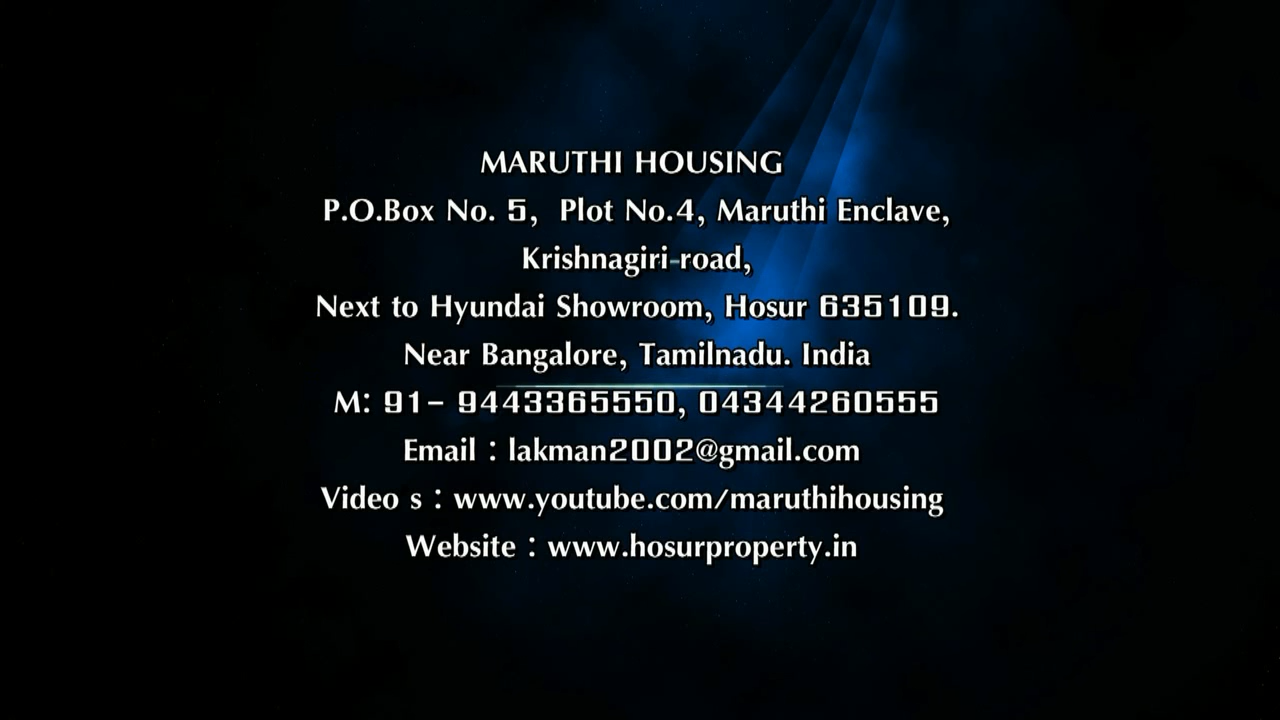 MARUTHI HOUSING
P.O.Box No. 5, Plot No.4, Maruthi Enclave,
Krishnagiri-road,
Next to Hyundai Showroom, Hosur 635109.
Near Bangalore, Tamilnadu. India
M: 91- 9443365550, 04344260555
Email : lakman2002@gmail.com
Video s : www.youtube.com/maruthihousing
Website : www.hosurproperty.in